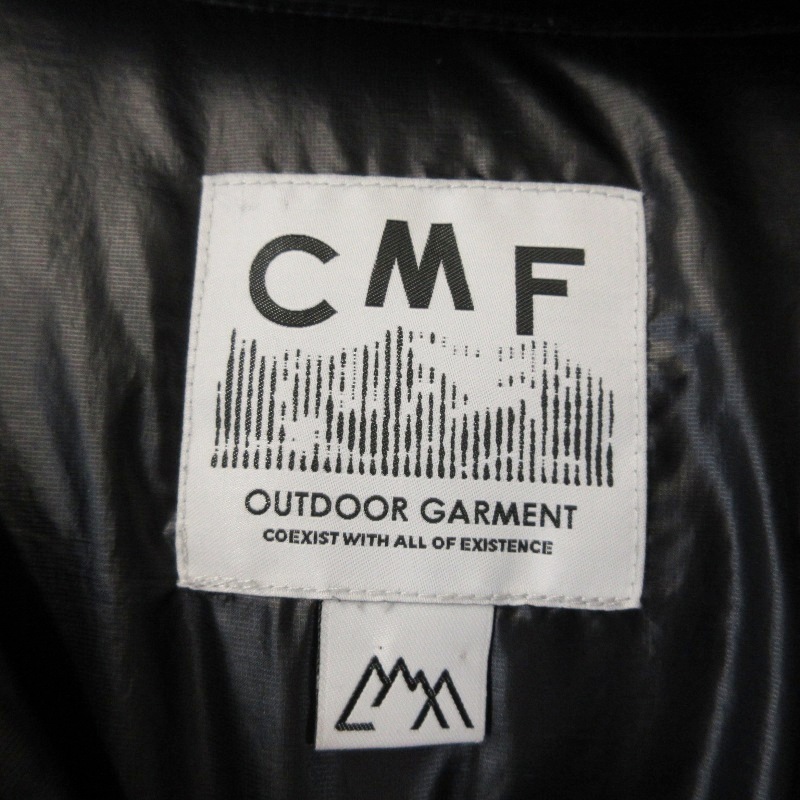 CMF
OUTDOOR GARMENT
COEXIST WITH ALL OF EXISTENCE